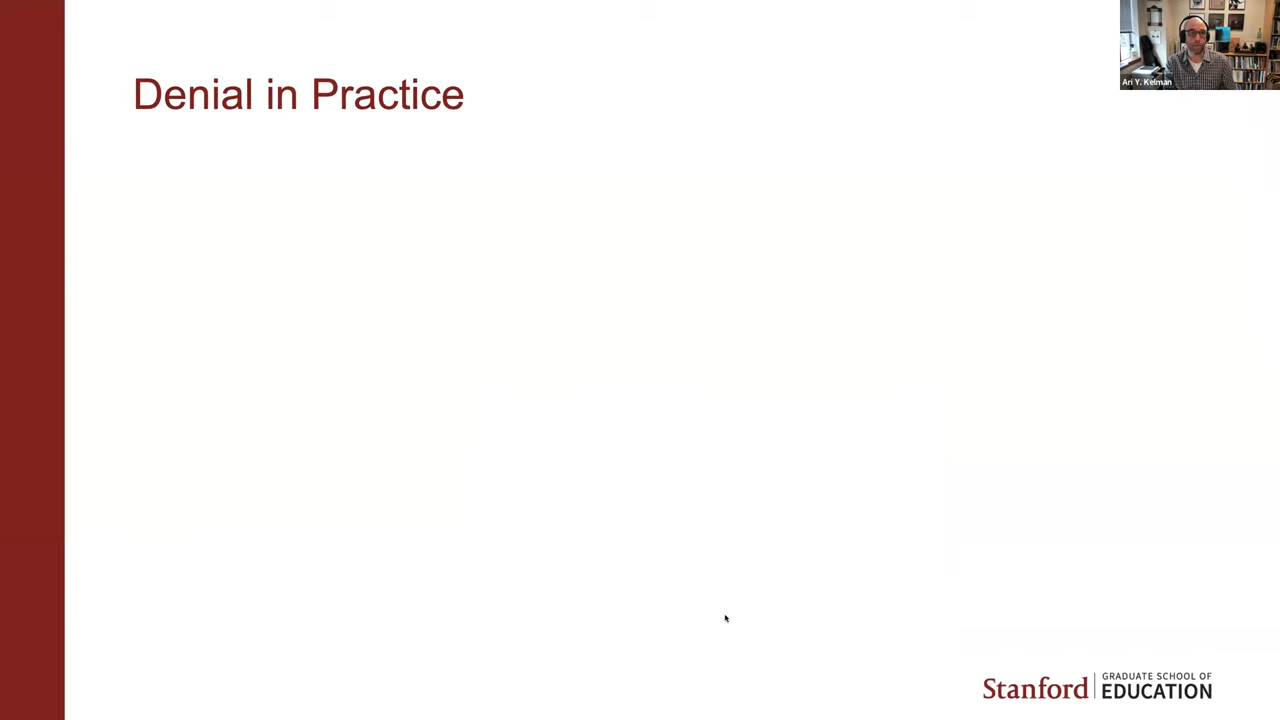 Denial in Practice
Ari Y. Kelman
Stanford
GRADUATE SCHOOL OF
EDUCATION